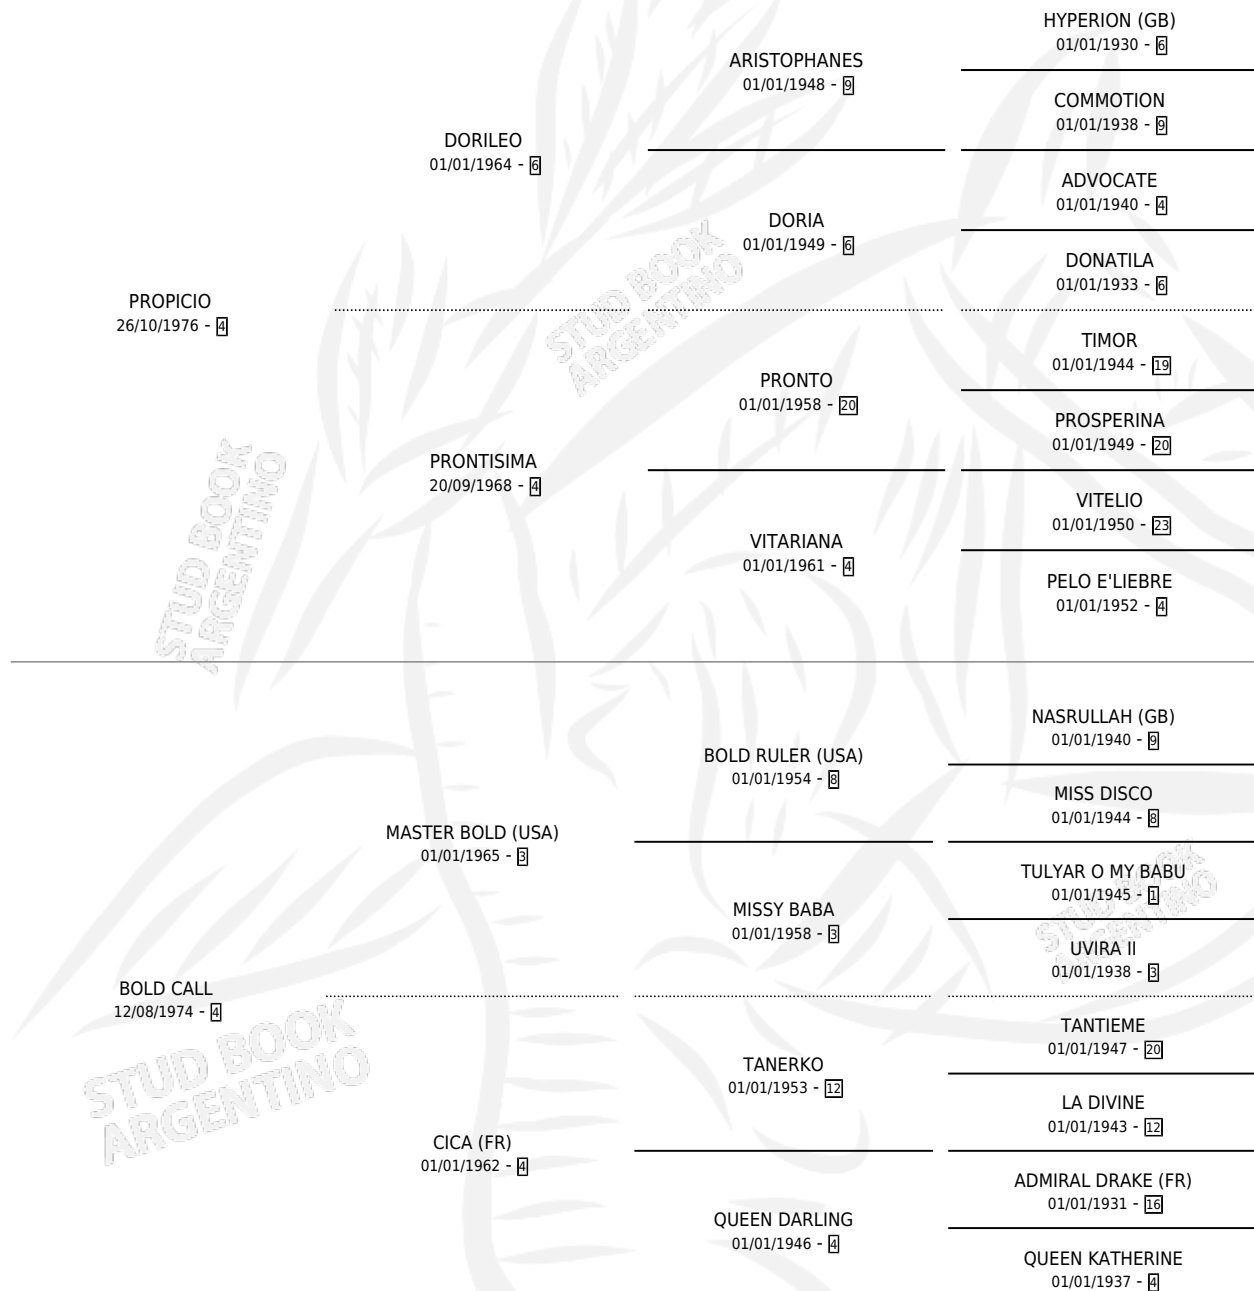 HYPERION (GB)
01/01/1930 - 6
ARISTOPHANES
01/01/1948 - 9
COMMOTION
01/01/1938 - 9
DORILEO
01/01/1964 - 6
ADVOCATE
01/01/1940 - 4
DORIA
01/01/1949 - 6
DONATILA
01/01/1933 - 6
PROPICIO
26/10/1976 - 4
TIMOR
01/01/1944 - 19
PRONTO
01/01/1958 - 20
PROSPERINA
01/01/1949 - 20
PRONTISIMA
20/09/1968 - 4
VITELIO
01/01/1950 - 23
VITARIANA
01/01/1961 - 4
PELO E'LIEBRE
01/01/1952 - 4
STUD BOOK
ARGENTINO
STUD BOOK
ARGENTINO
NASRULLAH (GB)
01/01/1940 - 9
BOLD RULER (USA)
01/01/1954 - 8
MISS DISCO
01/01/1944 - 8
MASTER BOLD (USA)
01/01/1965 - 3
TULYAR O MY BABU
01/01/1945 - 1
MISSY BABA
01/01/1958 - 3
UVIRA II
01/01/1938 - 3
BOLD CALL
12/08/1974 - 4
TANTIEME
01/01/1947 - 20
TANERKO
01/01/1953 - 12
LA DIVINE
01/01/1943 - 12
CICA (FR)
01/01/1962 - 4
ADMIRAL DRAKE (FR)
01/01/1931 - 16
QUEEN DARLING
01/01/1946 - 4
QUEEN KATHERINE
01/01/1937 - 4
STUD BOOK
ARGENTINO
STUD BOOK
ARGENTINO